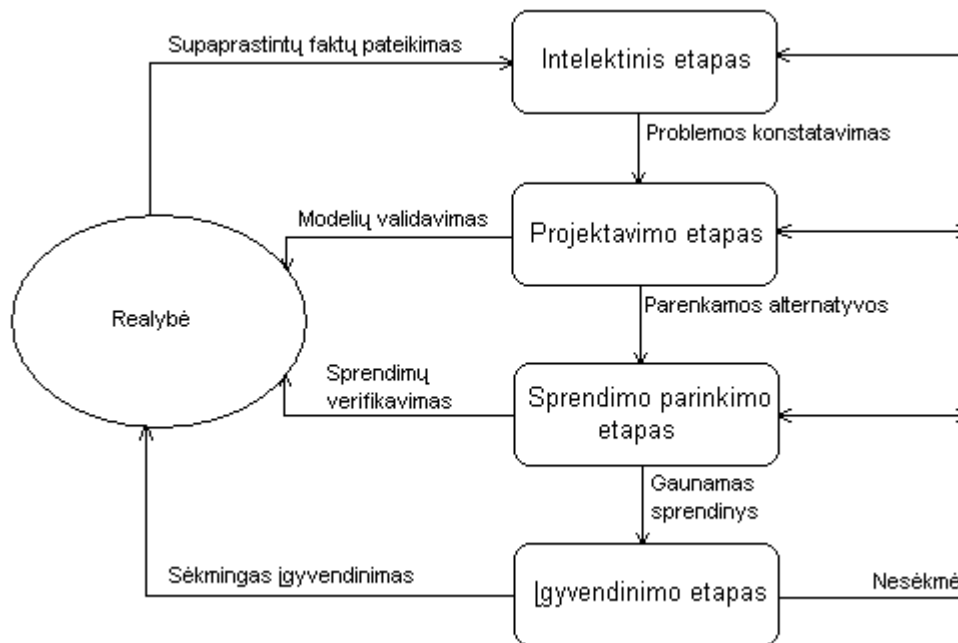 Supaprastintų faktų pateikimas
Intelektinis etapas
Problemos konstatavimas
Modelių validavimas
Projektavimo etapas
Realybė
Parenkamos alternatyvos
Sprendimų
verifikavimas
Sprendimo parinkimo
etapas
Gaunamas
sprendinys
Sėkmingas įgyvendinimas
Įgyvendinimo etapas
Nesėkmė